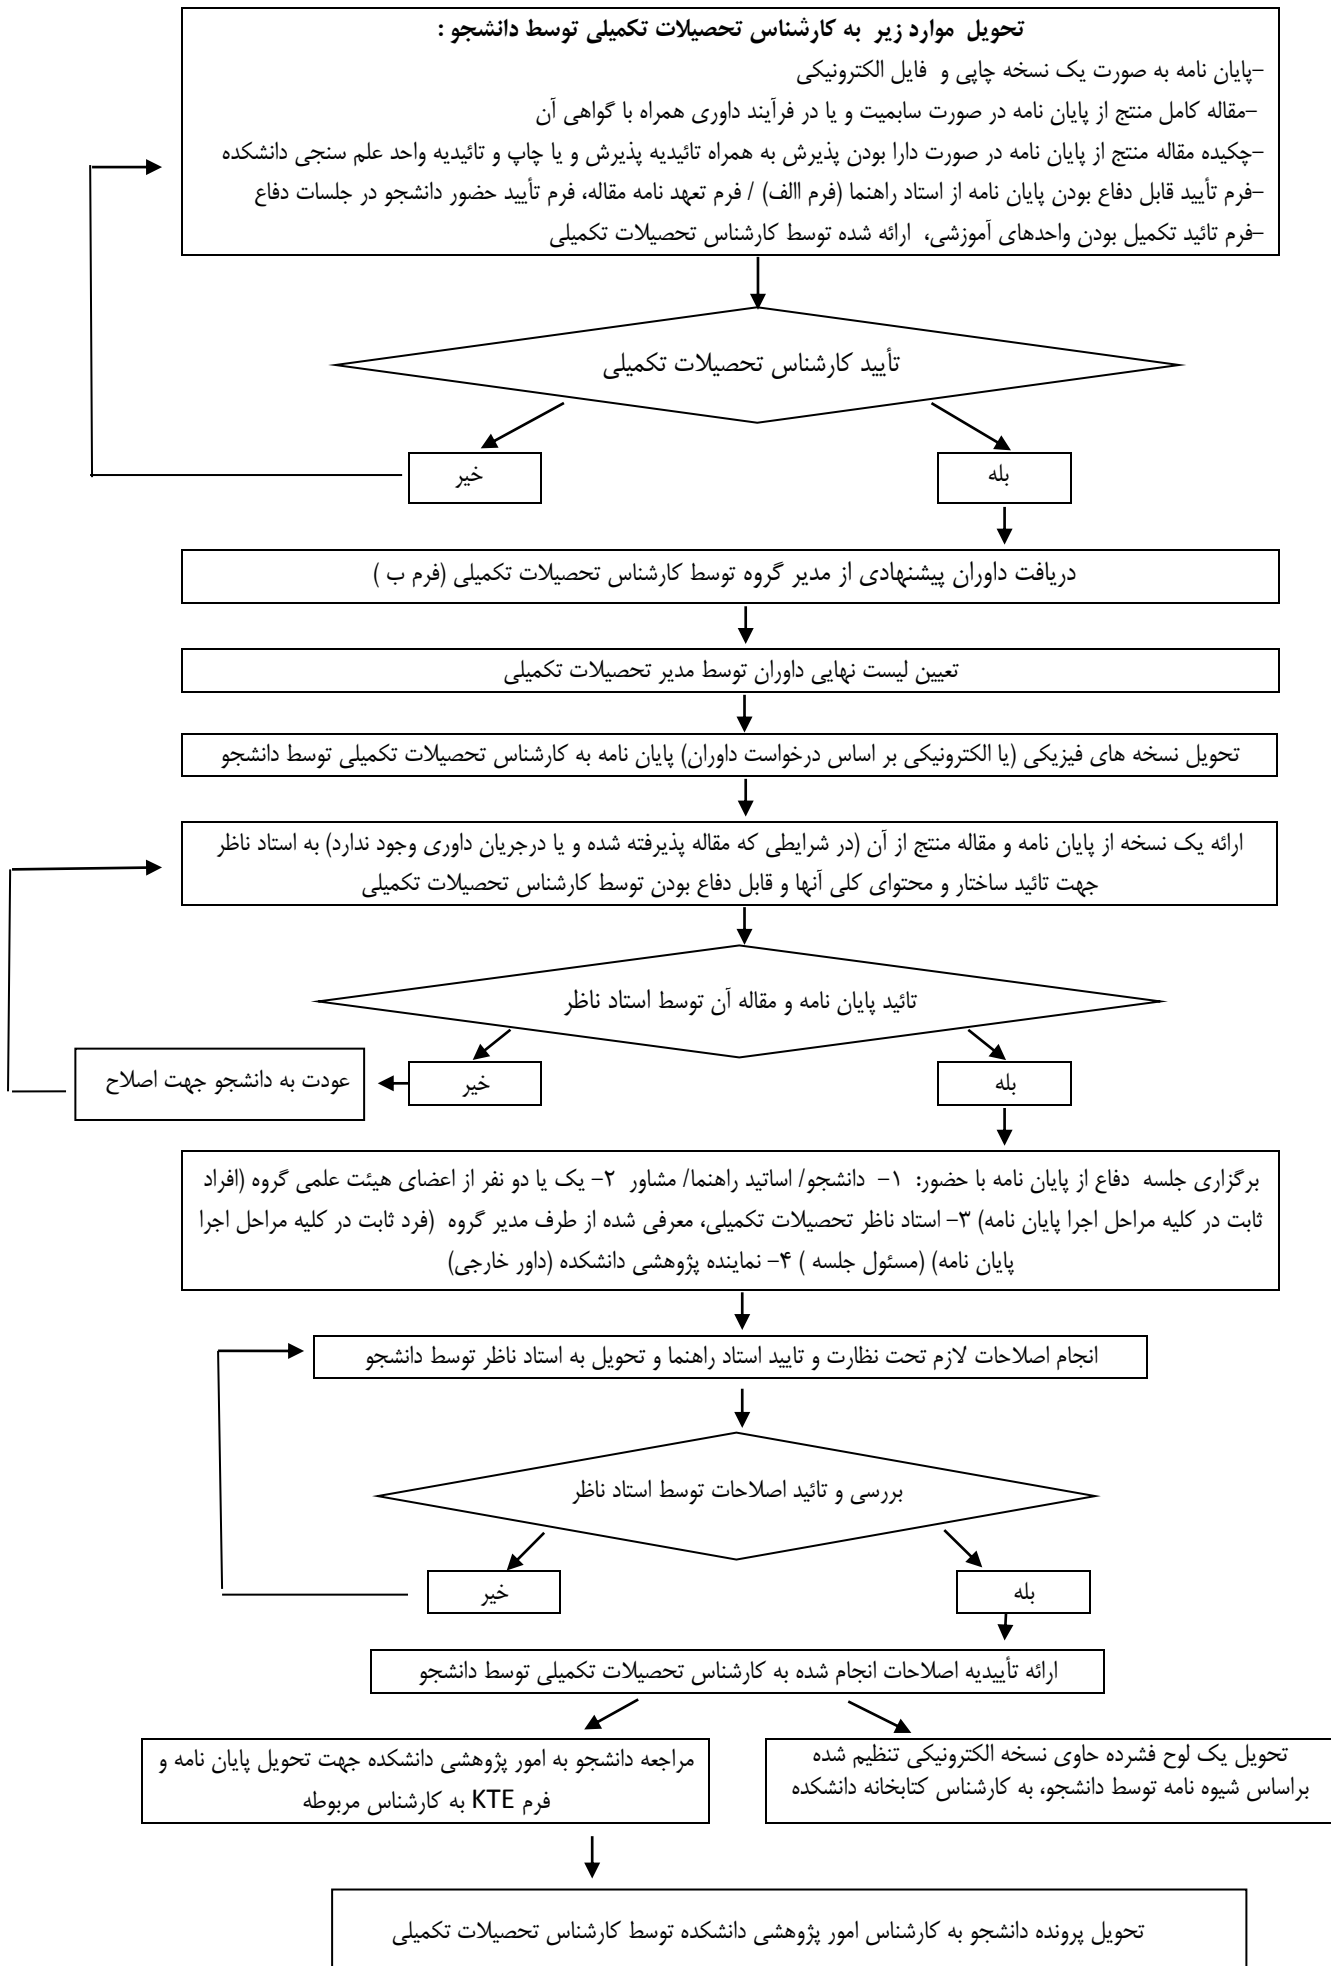 تحویل موارد زیر به کارشناس تحصیلات تکمیلی توسط دانشجو :
-پایان نامه به صورت یک نسخه چاپی و فایل الکترونیکی
-مقاله کامل منتج از پایان نامه در صورت سابمیت و یا در فرآیند داوری همراه با گواهی آن
-چکیده مقاله منتج از پایان نامه در صورت دارا بودن پذیرش به همراه تائیدیه پذیرش و یا چاپ و تائیدیه واحد علم سنجی دانشکده
-فرم تأیید قابل دفاع بودن پایان نامه از استاد راهنما (فرم االف) / فرم تعهد نامه مقاله، فرم تأیید حضور دانشجو در جلسات دفاع
-فرم تائید تکمیل بودن واحدهای آموزشی، ارائه شده توسط کارشناس تحصیلات تکمیلی
تأیید کارشناس تحصیلات تکمیلی
بله
خیر
دریافت داوران پیشنهادی از مدیر گروه توسط کارشناس تحصیلات تکمیلی (فرم ب )
تعیین لیست نهایی داوران توسط مدیر تحصیلات تکمیلی
تحویل نسخه های فیزیکی (یا الکترونیکی بر اساس درخواست داوران) پایان نامه به کارشناس تحصیلات تکمیلی توسط دانشجو
ارائه یک نسخه از پایان نامه و مقاله منتج از آن (در شرایطی که مقاله پذیرفته شده و یا درجریان داوری وجود ندارد) به استاد ناظر
جهت تائید ساختار و محتوای کلی آنها و قابل دفاع بودن توسط کارشناس تحصیلات تکمیلی
تائید پایان نامه و مقاله آن توسط استاد ناظر
بله
خیر
عودت به دانشجو جهت اصلاح
برگزاری جلسه دفاع از پایان نامه با حضور: ۱- دانشجو/ اساتید راهنما/ مشاور ۲- یک یا دو نفر از اعضای هیئت علمی گروه (افراد
ثابت در کلیه مراحل اجرا پایان نامه) ۳- استاد ناظر تحصیلات تکمیلی، معرفی شده از طرف مدیر گروه (فرد ثابت در کلیه مراحل اجرا
پایان نامه) (مسئول جلسه ) ۴- نماینده پژوهشی دانشکده (داور خارجی)
انجام اصلاحات لازم تحت نظارت و تایید استاد راهنما و تحویل به استاد ناظر توسط دانشجو
بررسی و تائید اصلاحات توسط استاد ناظر
بله
خیر
ارائه تأییدیه اصلاحات انجام شده به کارشناس تحصیلات تکمیلی توسط دانشجو
تحویل یک لوح فشرده حاوی نسخه الکترونیکی تنظیم شده
براساس شیوه نامه توسط دانشجو، به کارشناس کتابخانه دانشکده
مراجعه دانشجو به امور پژوهشی دانشکده جهت تحویل پایان نامه و
فرم KTE به کارشناس مربوطه
تحویل پرونده دانشجو به کارشناس امور پژوهشی دانشکده توسط کارشناس تحصیلات تکمیلی